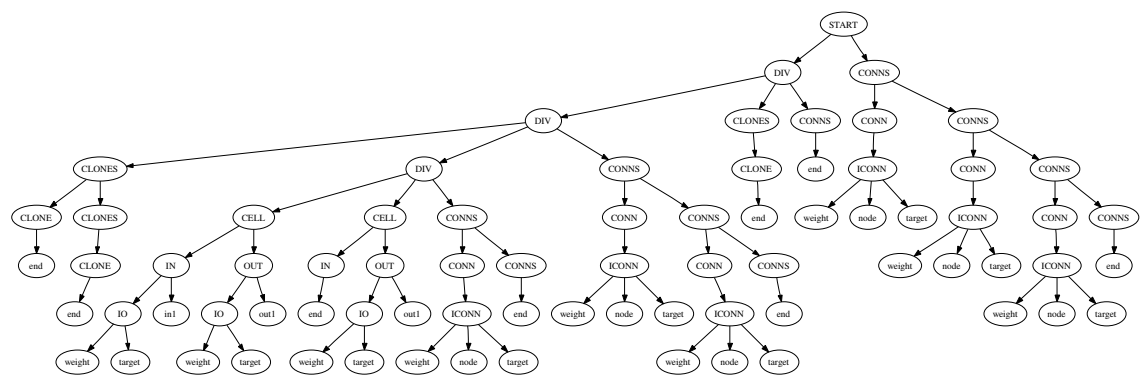 START
DIV CONNS
DIV CLONES CONNS CONN CONNS
CLONES DIV CONNS CLONE end ICONN CONN CONNS
CLONE CLONES CELL CELL CONNS CONN CONNS end weight node target ICONN CONN CONNS
end CLONE IN OUT IN OUT CONN CONNS ICONN CONN CONNS weight node target ICONN end
end IO in1 IO out1 end IO out1 ICONN end weight node target ICONN end weight node target
weight target weight target weight target weight node target weight node target